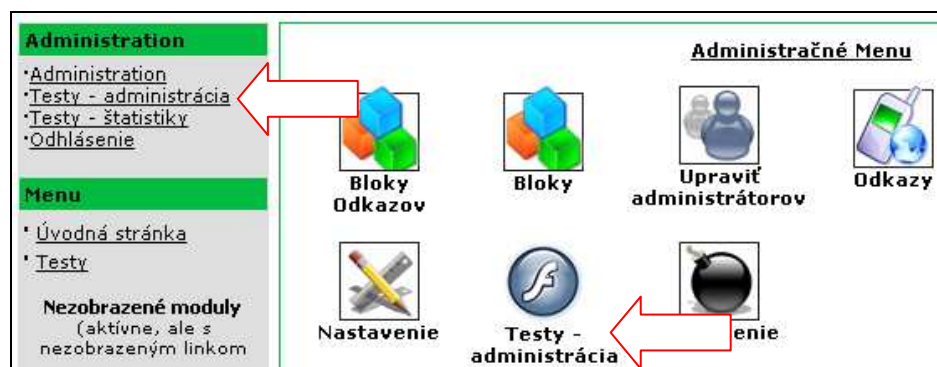 Administration
·Administration
·Testy - administrácia
·Testy - štatistiky
·Odhlásenie
Menu
· Úvodná stránka
· Testy
Nezobrazené moduly
(aktívne, ale s
nezobrazeným linkom
Administračné Menu
Bloky
Odkazov
Bloky
Upraviť
administrátorov
Odkazy
Nastavenie
Testy -
administrácia
enie